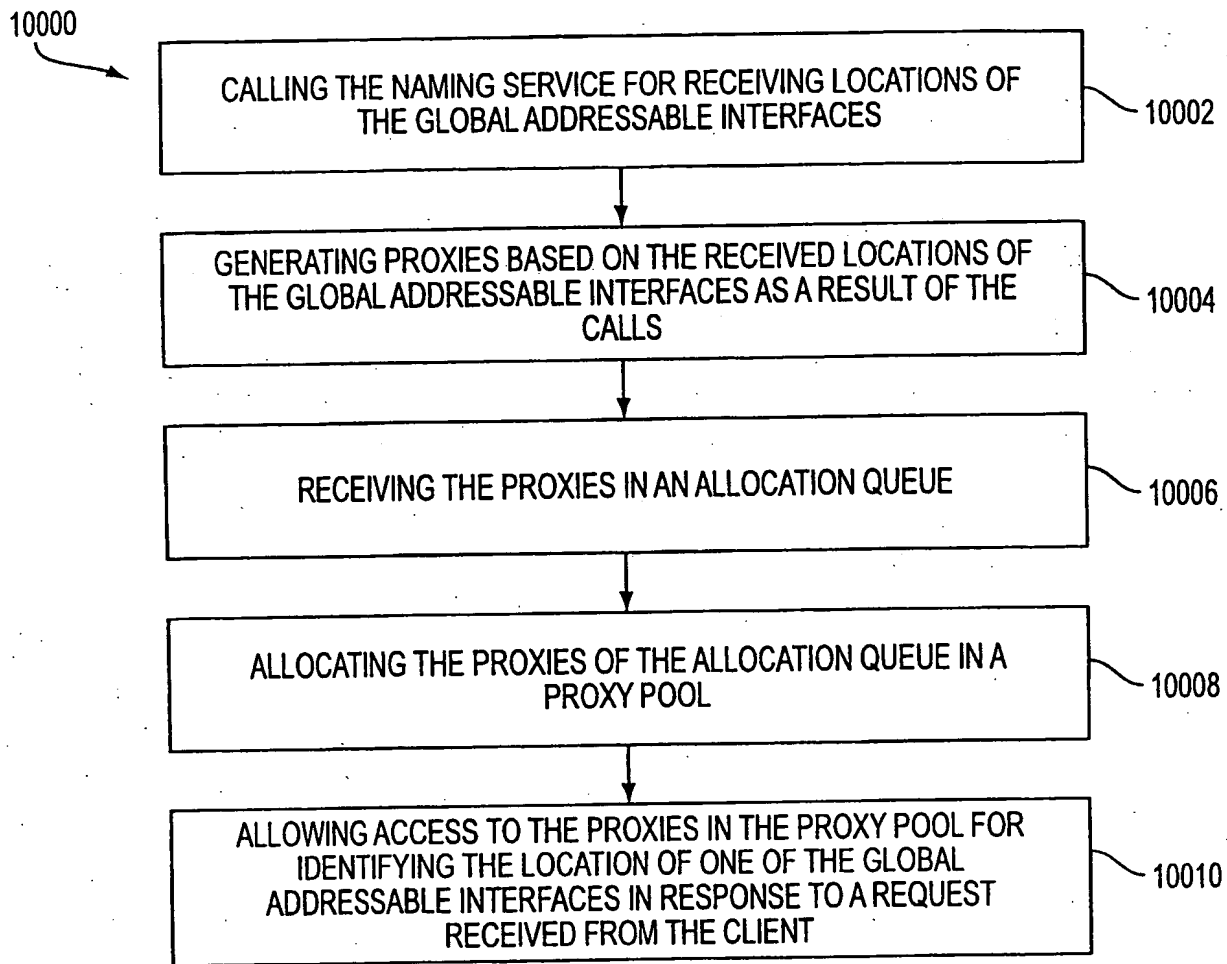 10000
CALLING THE NAMING SERVICE FOR RECEIVING LOCATIONS OF
THE GLOBAL ADDRESSABLE INTERFACES
10002
GENERATING PROXIES BASED ON THE RECEIVED LOCATIONS OF
THE GLOBAL ADDRESSABLE INTERFACES AS A RESULT OF THE
CALLS
10004
RECEIVING THE PROXIES IN AN ALLOCATION QUEUE
10006
ALLOCATING THE PROXIES OF THE ALLOCATION QUEUE IN A
PROXY POOL
10008
ALLOWING ACCESS TO THE PROXIES IN THE PROXY POOL FOR
IDENTIFYING THE LOCATION OF ONE OF THE GLOBAL
ADDRESSABLE INTERFACES IN RESPONSE TO A REQUEST
RECEIVED FROM THE CLIENT
10010